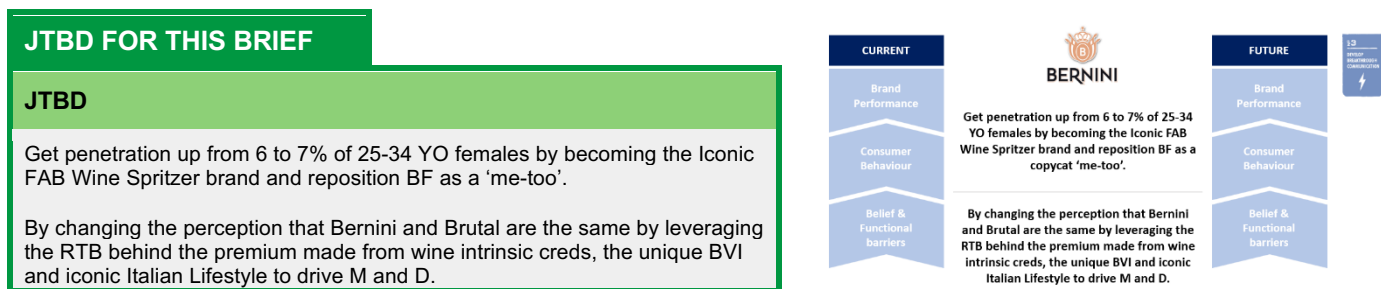 JTBD FOR THIS BRIEF
JTBD
Get penetration up from 6 to 7% of 25-34 YO females by becoming the Iconic
FAB Wine Spritzer brand and reposition BF as a ‘me-too’.
By changing the perception that Bernini and Brutal are the same by leveraging
the RTB behind the premium made from wine intrinsic creds, the unique BVI
and iconic Italian Lifestyle to drive M and D.
CURRENT
Brand
Performance
Consumer
Behaviour
Belief &
Functional
barriers
B
BERNINI
Get penetration up from 6 to 7% of 25-34
YO females by becoming the Iconic FAB
Wine Spritzer brand and reposition BF as a
copycat ‘me-too’.
By changing the perception that Bernini
and Brutal are the same by leveraging the
RTB behind the premium made from wine
intrinsic creds, the unique BVI and iconic
Italian Lifestyle to drive M and D.
FUTURE
Brand
Performance
Consumer
Behaviour
Belief &
Functional
barriers
DEVELOP
BREAKTHROUGH
COMMUNICATION